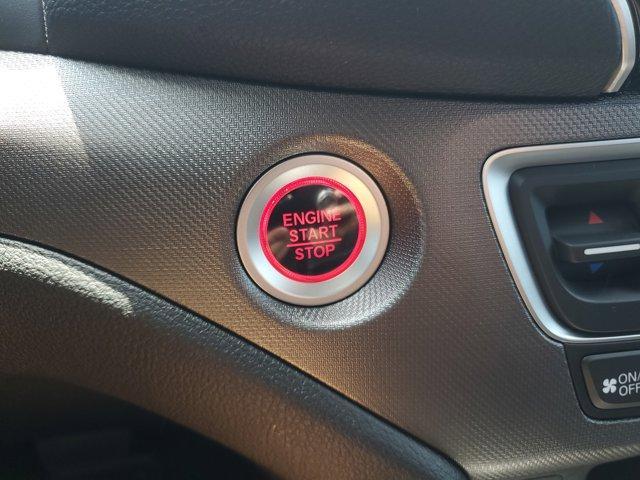 ENGINE
START
STOP
ON/
OFF